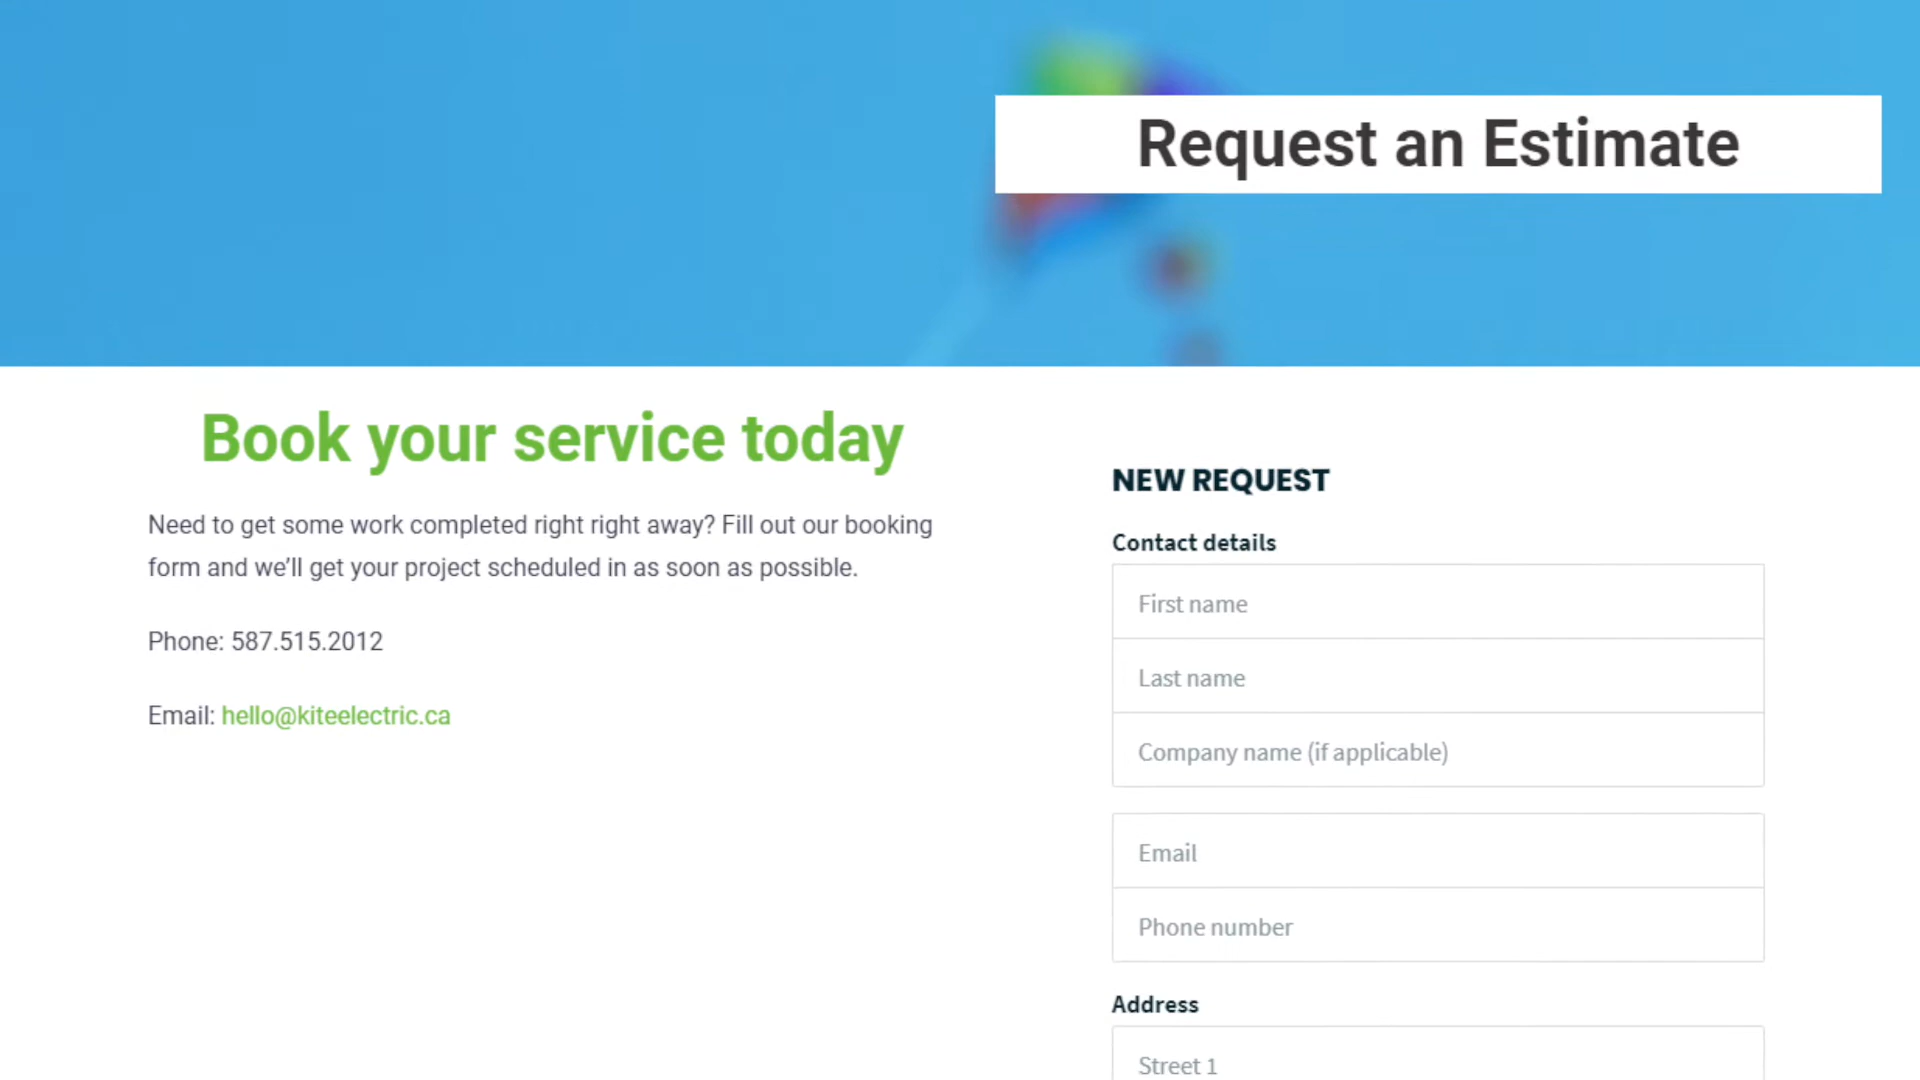 Request an Estimate
Book your service today
Need to get some work completed right right away? Fill out our booking
form and we’ll get your project scheduled in as soon as possible.
Phone: 587.515.2012
Email: hello@kiteelectric.ca
NEW REQUEST
Contact details
First name
Last name
Company name (if applicable)
Email
Phone number
Address
Street 1